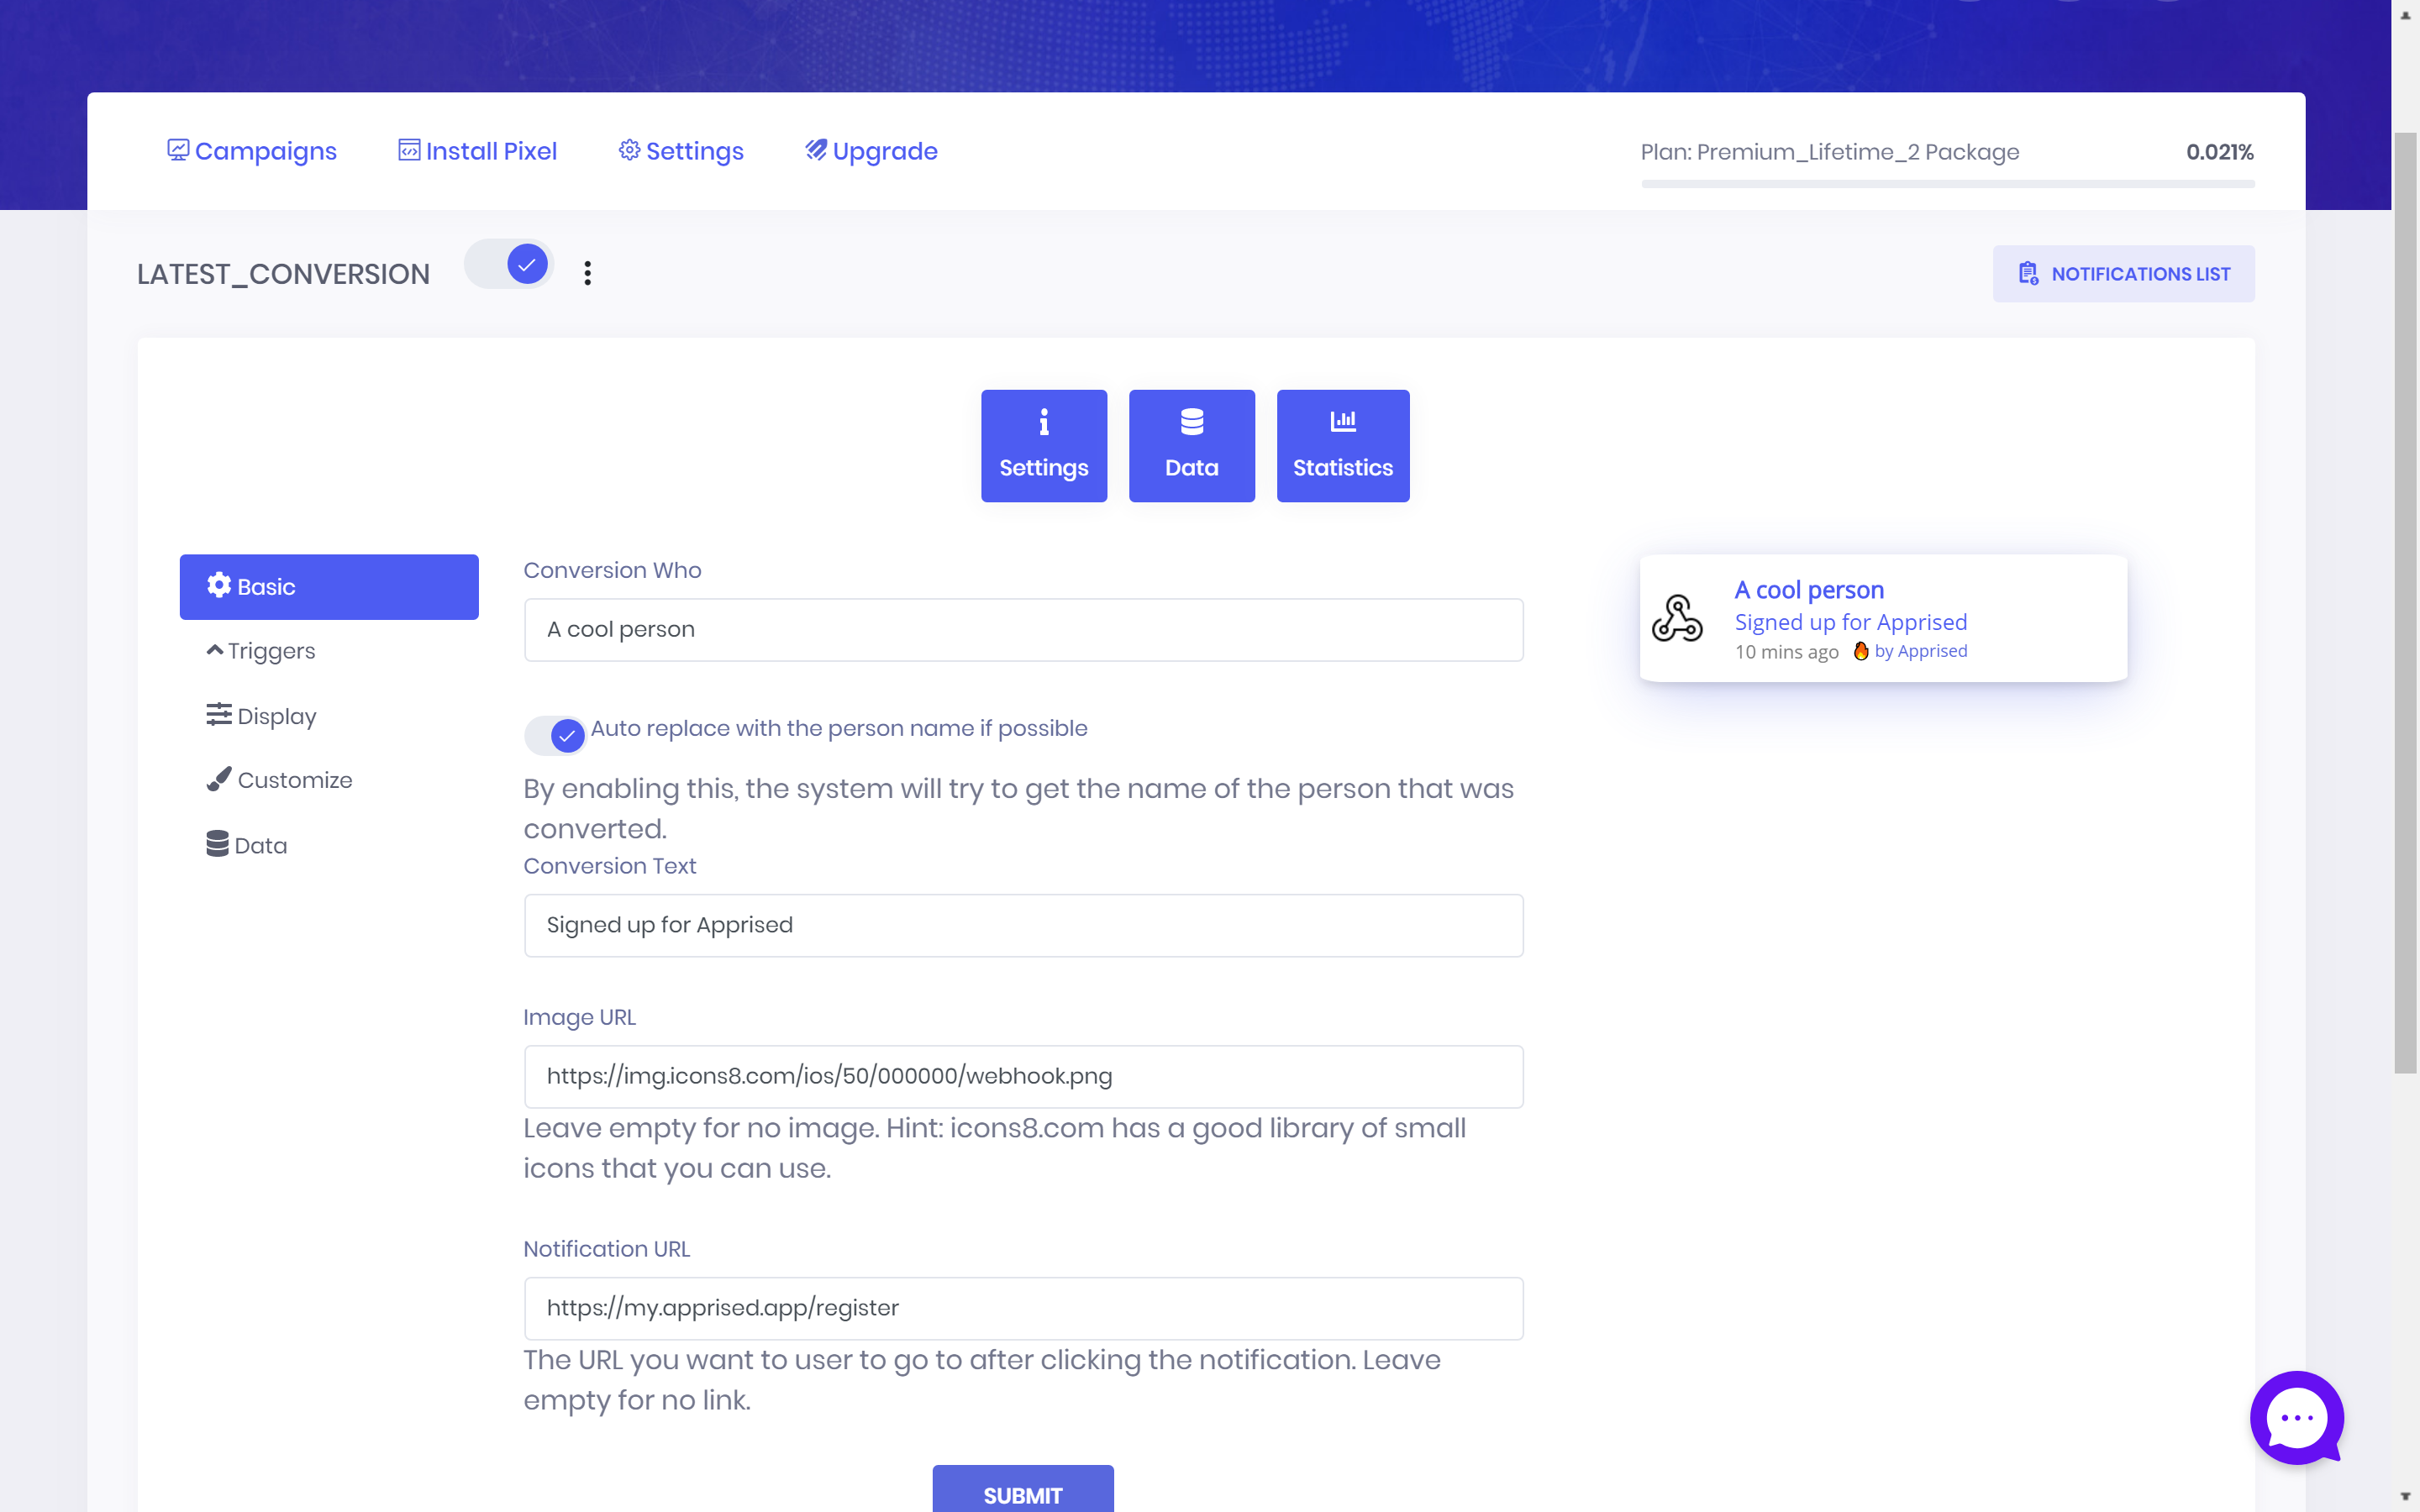 Campaigns
Install Pixel
Settings
Upgrade
Plan: Premium_Lifetime_2 Package
0.021%
LATEST_CONVERSION
NOTIFICATIONS LIST
Settings
Data
Statistics
Basic
Triggers
Display
Customize
Data
Conversion Who
A cool person
Auto replace with the person name if possible
By enabling this, the system will try to get the name of the person that was
converted.
Conversion Text
Signed up for Apprised
Image URL
https://img.icons8.com/ios/50/000000/webhook.png
Leave empty for no image. Hint: icons8.com has a good library of small
icons that you can use.
Notification URL
https://my.apprised.app/register
The URL you want to user to go to after clicking the notification. Leave
empty for no link.
SUBMIT
A cool person
Signed up for Apprised
10 mins ago 🔥 by Apprised